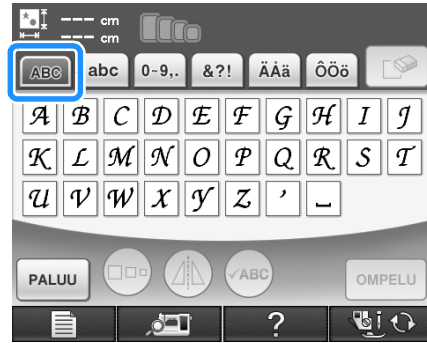 --- cm
--- cm
ABC abc 0~9,. &?! ÄÅä ÔÖö
A B C D E F G H I J
K L M N O P Q R S T
U V W X Y Z ’ ⎵
PALUU ✓ABC OMPELU
?